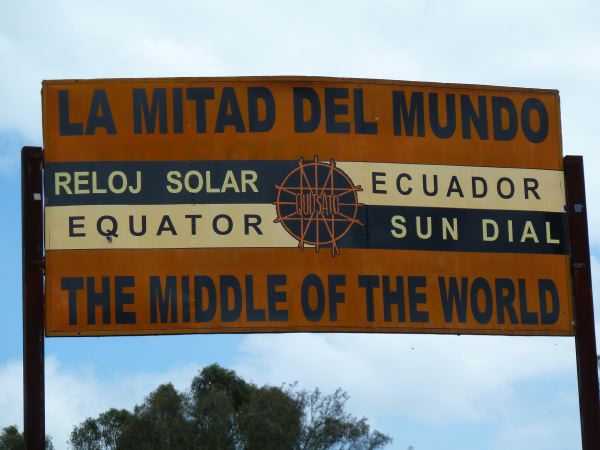 LA MITAD DEL MUNDO
RELOJ SOLAR ECUADOR
QUITSATO
EQUATOR SUN DIAL
THE MIDDLE OF THE WORLD